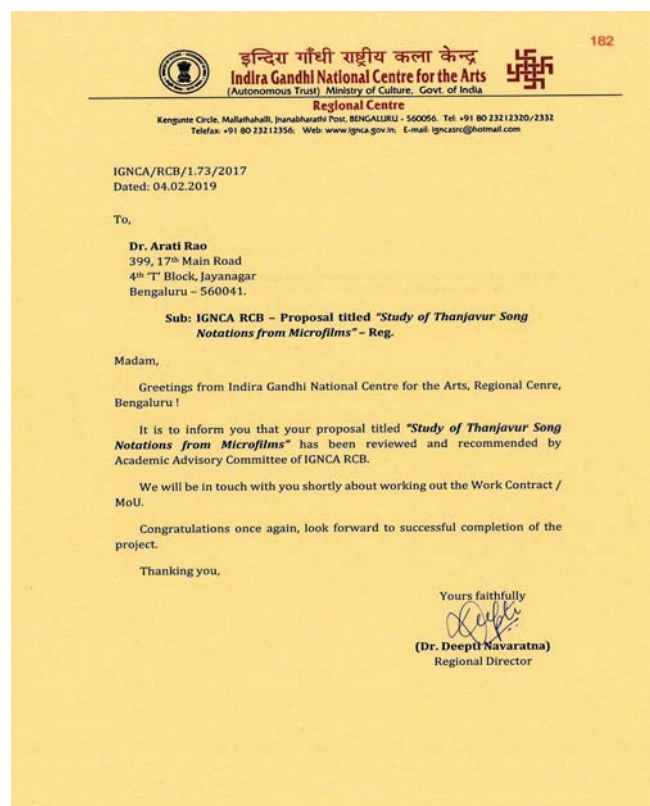 182
इन्दिरा गाँधी राष्ट्रीय कला केन्द्र
Indira Gandhi National Centre for the Arts
(Autonomous Trust) Ministry of Culture, Govt. of India
Regional Centre
Kengunte Circle, Mallathahalli, Jnanabharathi Post, BENGALURU - 560056. Tel: +91 80 23212320/2332
Telefax: +91 80 23212356; Web: www.ignca.gov.in; E-mail: igncasrc@hotmail.com
IGNCA/RCB/1.73/2017
Dated: 04.02.2019
To,
Dr. Arati Rao
399, 17th Main Road
4th 'T' Block, Jayanagar
Bengaluru – 560041.
Sub: IGNCA RCB – Proposal titled "Study of Thanjavur Song
Notations from Microfilms" – Reg.
Madam,
Greetings from Indira Gandhi National Centre for the Arts, Regional Cenre,
Bengaluru !
It is to inform you that your proposal titled "Study of Thanjavur Song
Notations from Microfilms" has been reviewed and recommended by
Academic Advisory Committee of IGNCA RCB.
We will be in touch with you shortly about working out the Work Contract /
MoU.
Congratulations once again, look forward to successful completion of the
project.
Thanking you,
Yours faithfully
Deepti
(Dr. Deepti Navaratna)
Regional Director